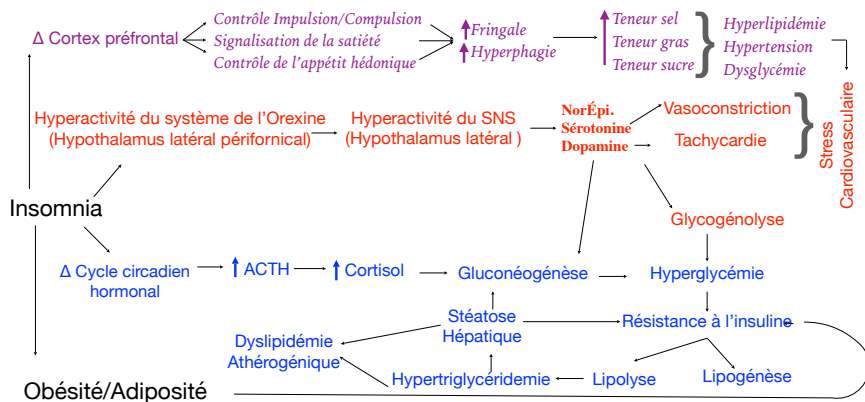 Δ Cortex préfrontal
Contrôle Impulsion/Compulsion
Signalisation de la satiété
Contrôle de l'appétit hédonique
Fringale
Hyperphagie
Teneur sel
Teneur gras
Teneur sucre
Hyperlipidémie
Hypertension
Dysglycémie
Hyperactivité du système de l'Orexine
(Hypothalamus latéral périfornical)
Hyperactivité du SNS
(Hypothalamus latéral )
NorÉpi.
Sérotonine
Dopamine
Vasoconstriction
Tachycardie
Stress
Cardiovasculaire
Insomnia
Glycogénolyse
Δ Cycle circadien
hormonal
ACTH
Cortisol
Gluconéogénèse
Hyperglycémie
Stéatose
Hépatique
Résistance à l'insuline
Dyslipidémie
Athérogénique
Hypertriglycéridemie
Lipolyse
Lipogénèse
Obésité/Adiposité